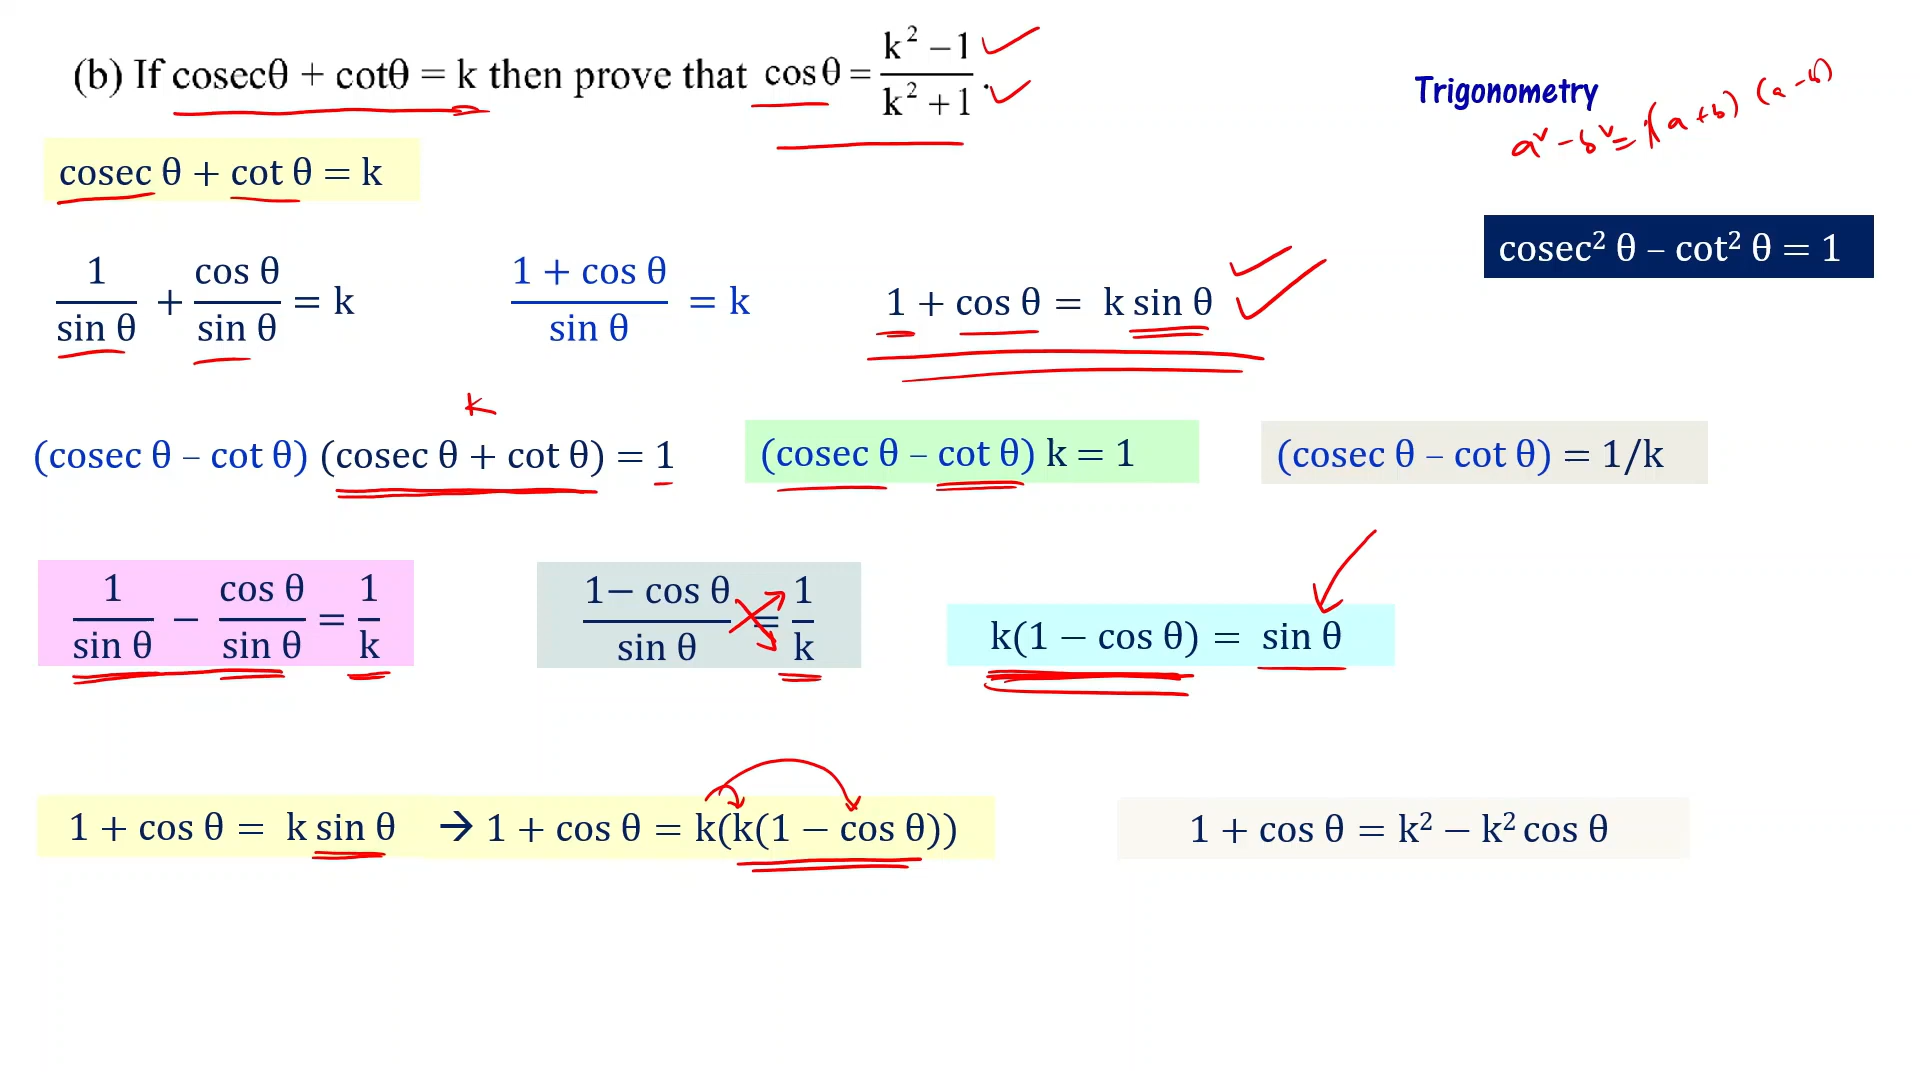 (b) If cosecθ + cotθ = k then prove that cosθ = (k² − 1)/(k² + 1).
Trigonometry
a² − b² = (a + b) (a − b)
cosec θ + cot θ = k
cosec² θ – cot² θ = 1
1/sin θ + cos θ/sin θ = k
(1 + cos θ)/sin θ = k
1 + cos θ = k sin θ
k
(cosec θ – cot θ) (cosec θ + cot θ) = 1
(cosec θ – cot θ) k = 1
(cosec θ – cot θ) = 1/k
1/sin θ − cos θ/sin θ = 1/k
(1− cos θ)/sin θ = 1/k
k(1 − cos θ) = sin θ
1 + cos θ = k sin θ → 1 + cos θ = k(k(1 − cos θ))
1 + cos θ = k² − k² cos θ